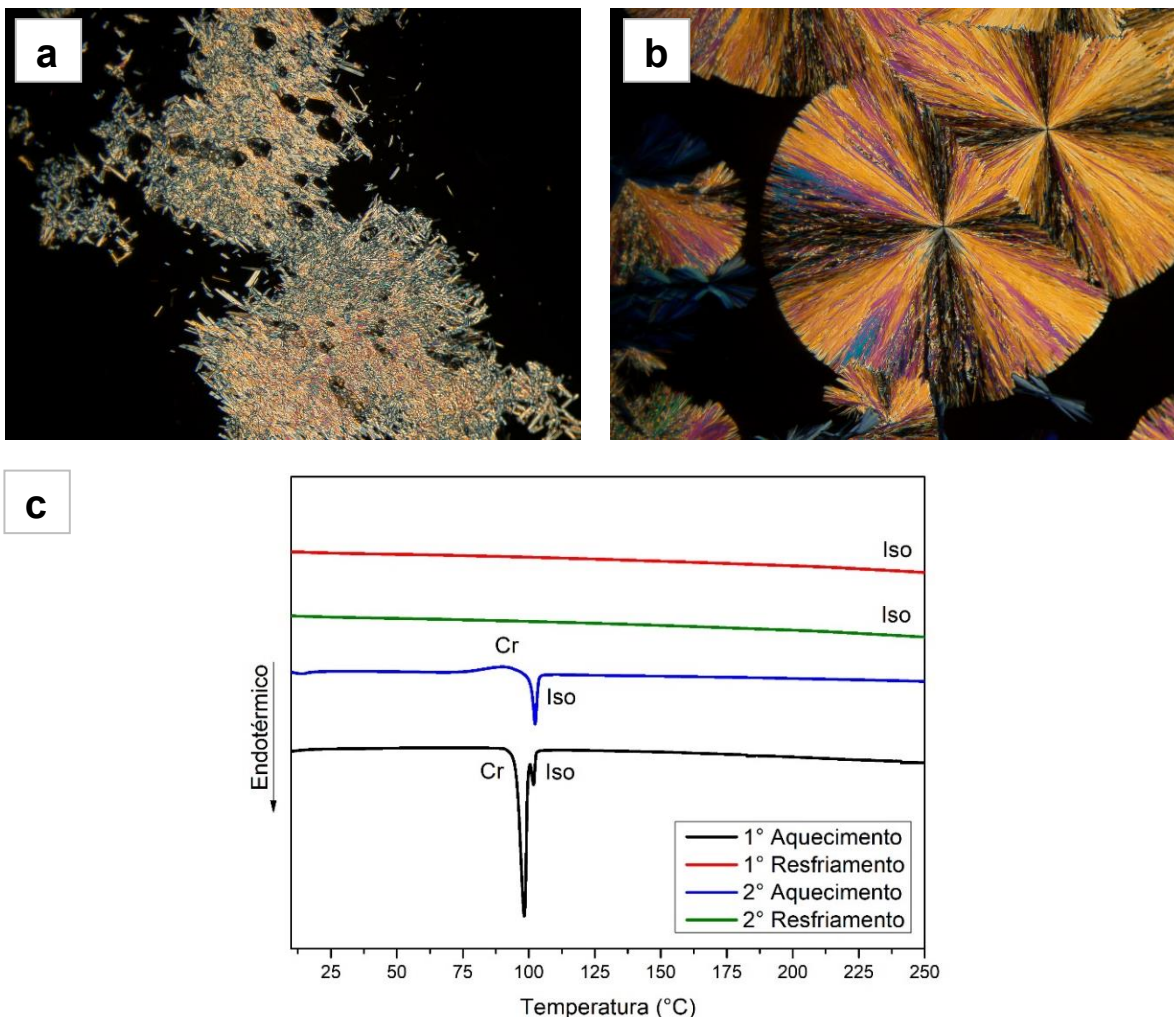 a
b
c
Iso
Iso
Cr
Iso
Cr
Iso
Endotérmico
1° Aquecimento
1° Resfriamento
2° Aquecimento
2° Resfriamento
25
50
75
100
125
150
175
200
225
250
Temperatura (°C)